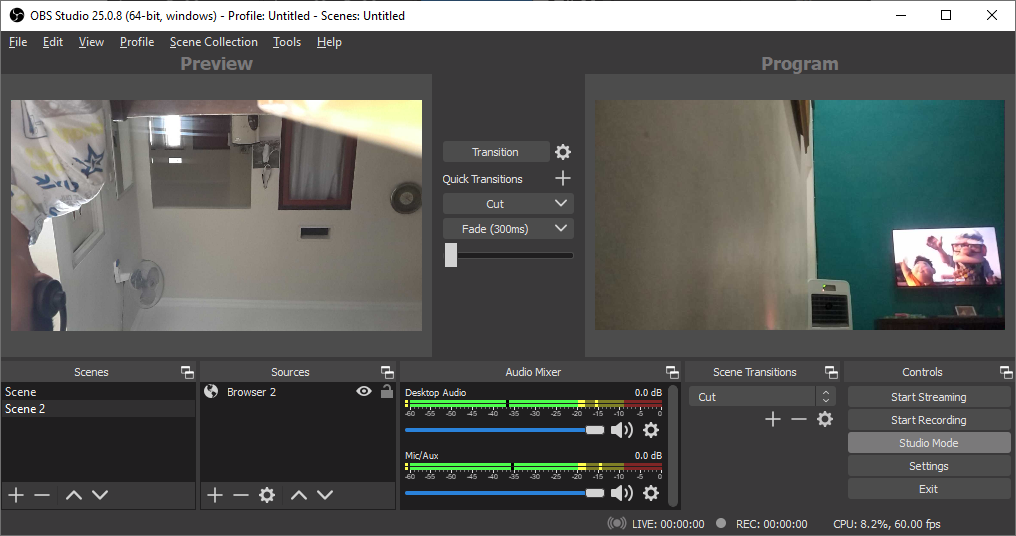 OBS Studio 25.0.8 (64-bit, windows) - Profile: Untitled - Scenes: Untitled
File Edit View Profile Scene Collection Tools Help
Preview
Program
Transition
Quick Transitions
Cut
Fade (300ms)
Scenes
Scene
Scene 2
Sources
Browser 2
Audio Mixer
Desktop Audio 0.0 dB
-60 -55 -50 -45 -40 -35 -30 -25 -20 -15 -10 -5 0
Mic/Aux 0.0 dB
-60 -55 -50 -45 -40 -35 -30 -25 -20 -15 -10 -5 0
Scene Transitions
Cut
Controls
Start Streaming
Start Recording
Studio Mode
Settings
Exit
LIVE: 00:00:00 REC: 00:00:00 CPU: 8.2%, 60.00 fps